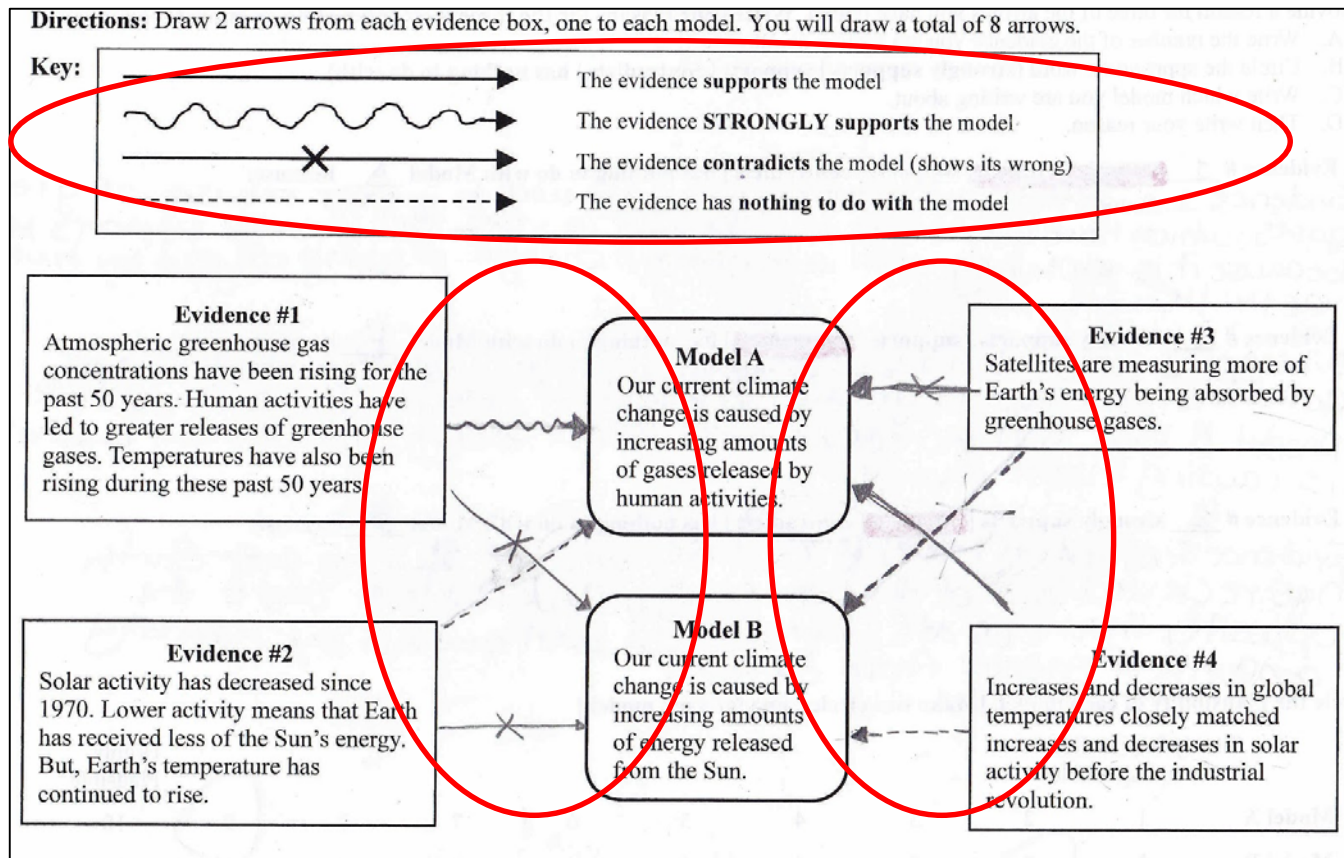 Directions: Draw 2 arrows from each evidence box, one to each model. You will draw a total of 8 arrows.
Key:
The evidence supports the model
The evidence STRONGLY supports the model
The evidence contradicts the model (shows its wrong)
The evidence has nothing to do with the model
Evidence #1
Atmospheric greenhouse gas
concentrations have been rising for the
past 50 years. Human activities have
led to greater releases of greenhouse
gases. Temperatures have also been
rising during these past 50 years
Model A
Our current climate
change is caused by
increasing amounts
of gases released by
human activities.
Evidence #3
Satellites are measuring more of
Earth's energy being absorbed by
greenhouse gases.
Evidence #2
Solar activity has decreased since
1970. Lower activity means that Earth
has received less of the Sun's energy.
But, Earth's temperature has
continued to rise.
Model B
Our current climate
change is caused by
increasing amounts
of energy released
from the Sun.
Evidence #4
Increases and decreases in global
temperatures closely matched
increases and decreases in solar
activity before the industrial
revolution.